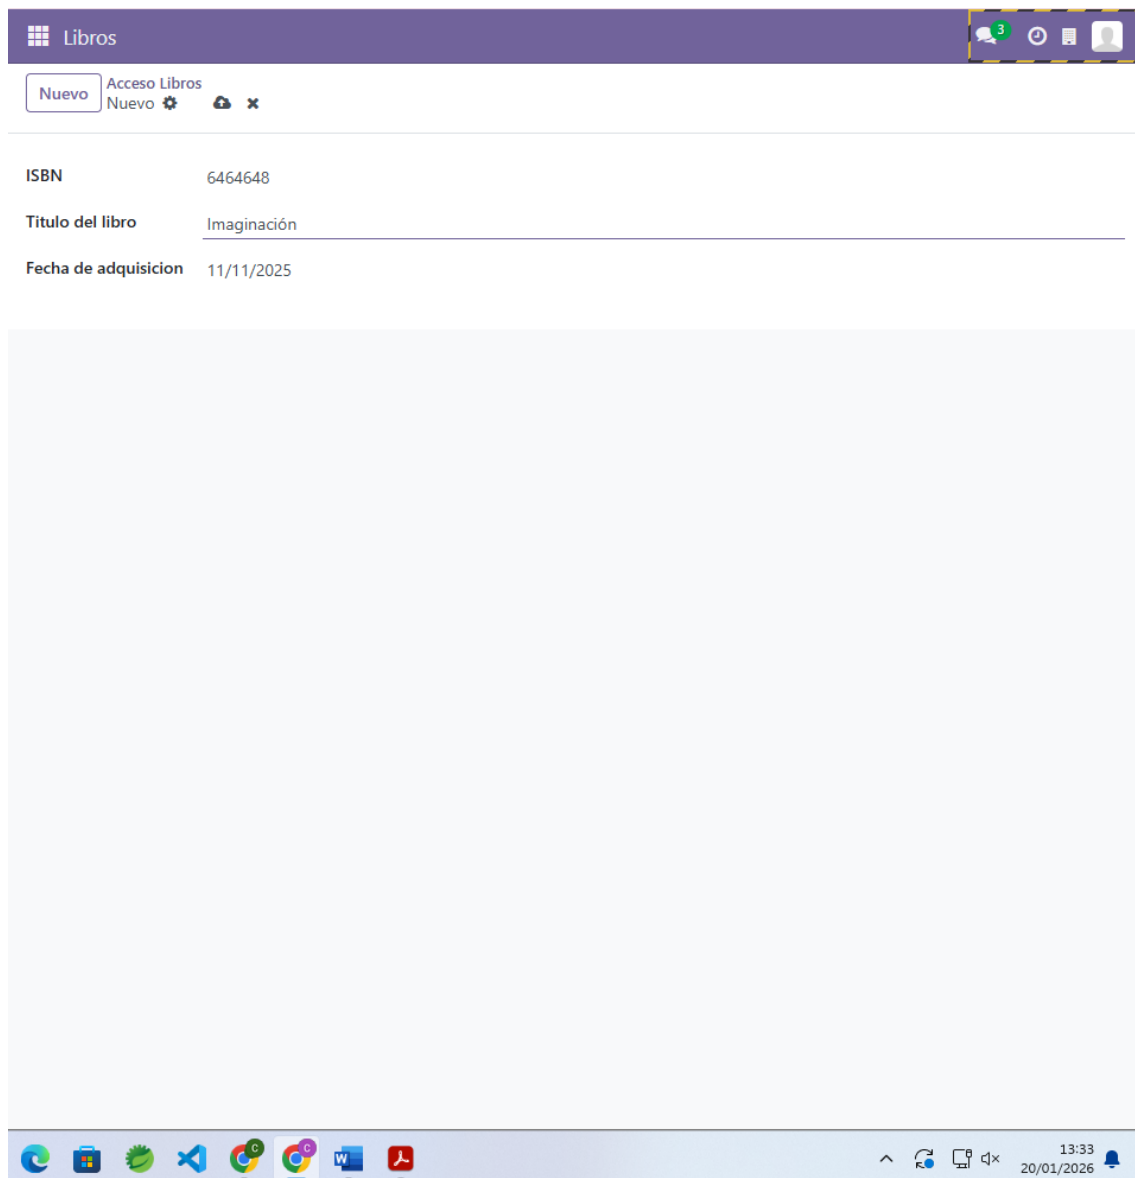 Libros
3
Nuevo
Acceso Libros
Nuevo
ISBN
6464648
Titulo del libro
Imaginación
Fecha de adquisicion
11/11/2025
C
C
W
13:33
20/01/2026